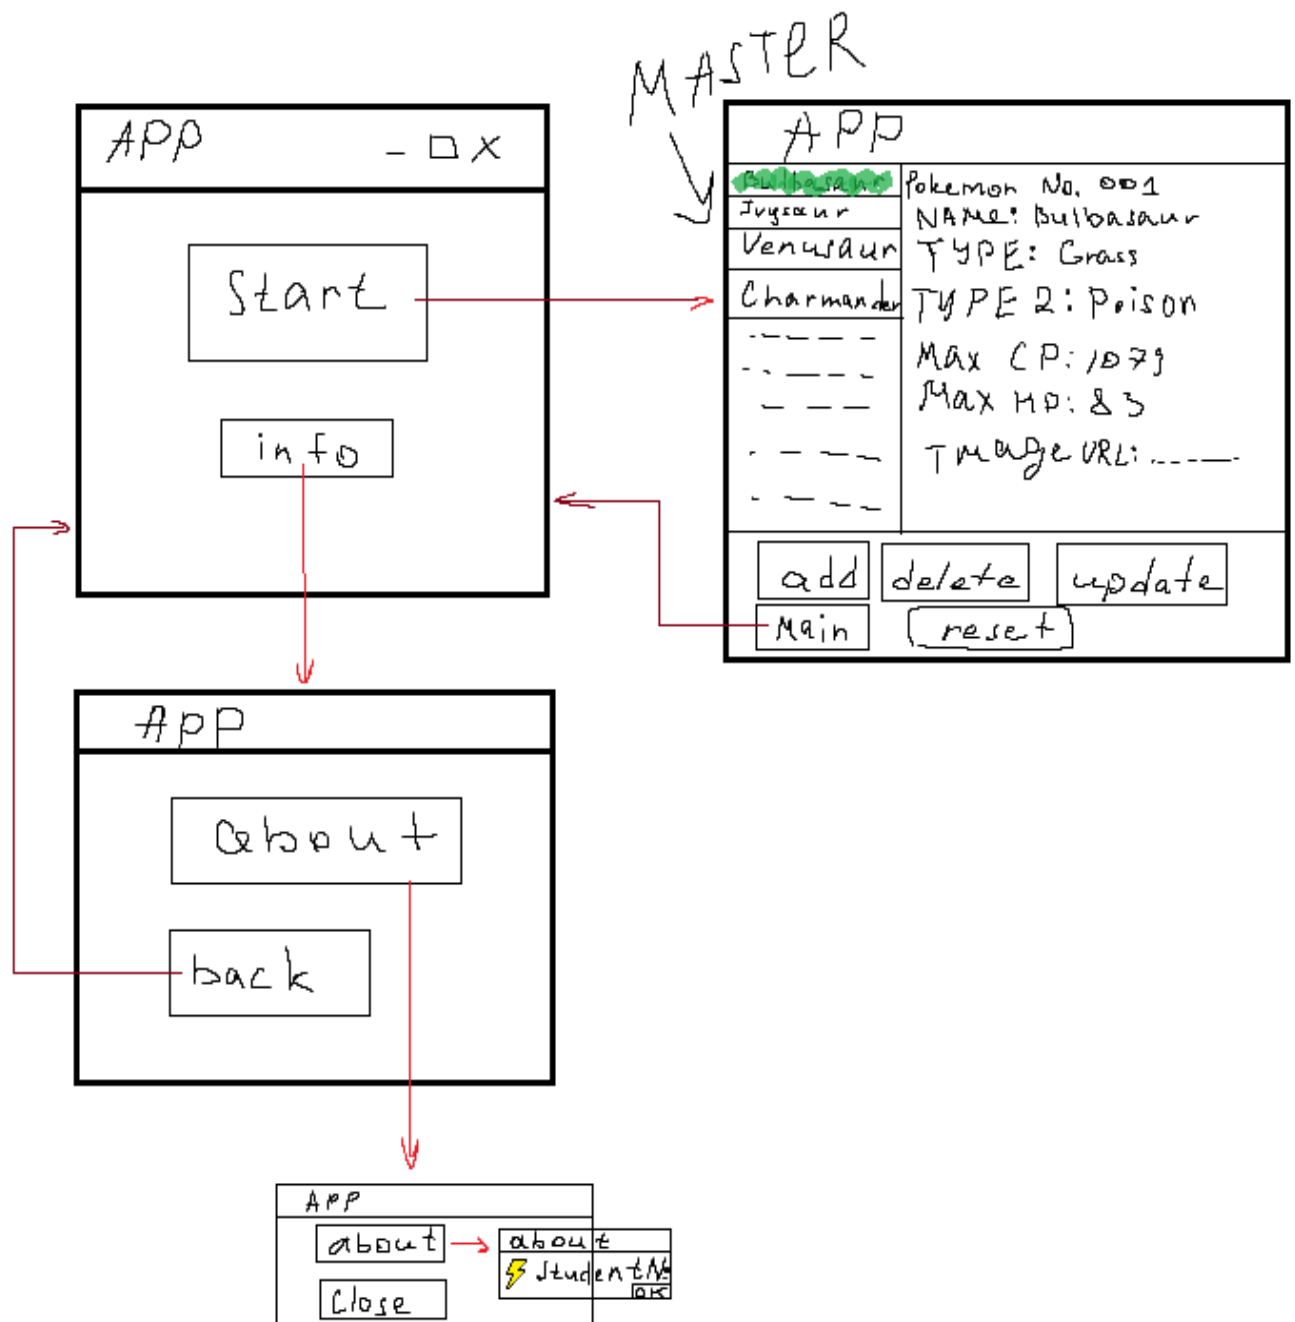 MASTER
APP
start
info
APP
Bulbasaur
Ivysaur
Venusaur
Charmander
Pokemon No. 001
NAME: Bulbasaur
TYPE: Grass
TYPE 2: Poison
Max CP: 1079
Max HP: 83
Image URL:
add
delete
update
Main
reset
APP
about
back
APP
about
Close
about
Student №
OK